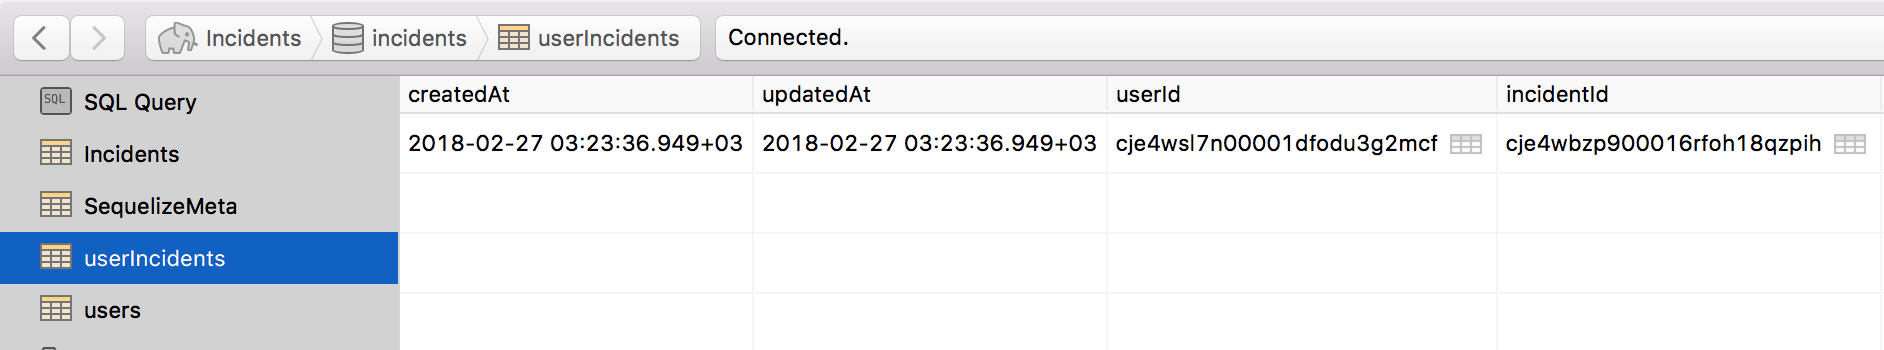 Incidents incidents userIncidents Connected.
SQL SQL Query
Incidents
SequelizeMeta
userIncidents
users
createdAt updatedAt userId incidentId
2018-02-27 03:23:36.949+03 2018-02-27 03:23:36.949+03 cje4wsl7n00001dfodu3g2mcf cje4wbzp900016rfoh18qzpih